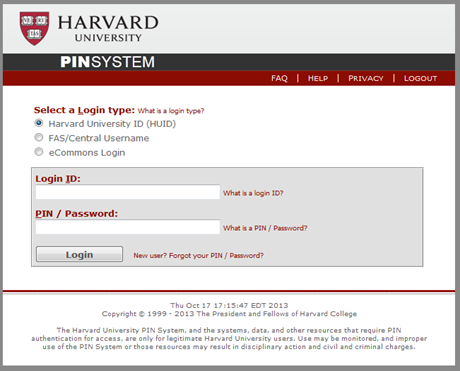 HARVARD
UNIVERSITY
PINSYSTEM
FAQ | HELP | PRIVACY | LOGOUT
Select a Login type: What is a login type?
Harvard University ID (HUID)
FAS/Central Username
eCommons Login
Login ID:
What is a login ID?
PIN / Password:
What is a PIN / Password?
Login New user? Forgot your PIN / Password?
Thu Oct 17 17:15:47 EDT 2013
Copyright © 1999 - 2013 The President and Fellows of Harvard College
The Harvard University PIN System, and the systems, data, and other resources that require PIN
authentication for access, are only for legitimate Harvard University users. Use may be monitored, and improper
use of the PIN System or those resources may result in disciplinary action and civil and criminal charges.